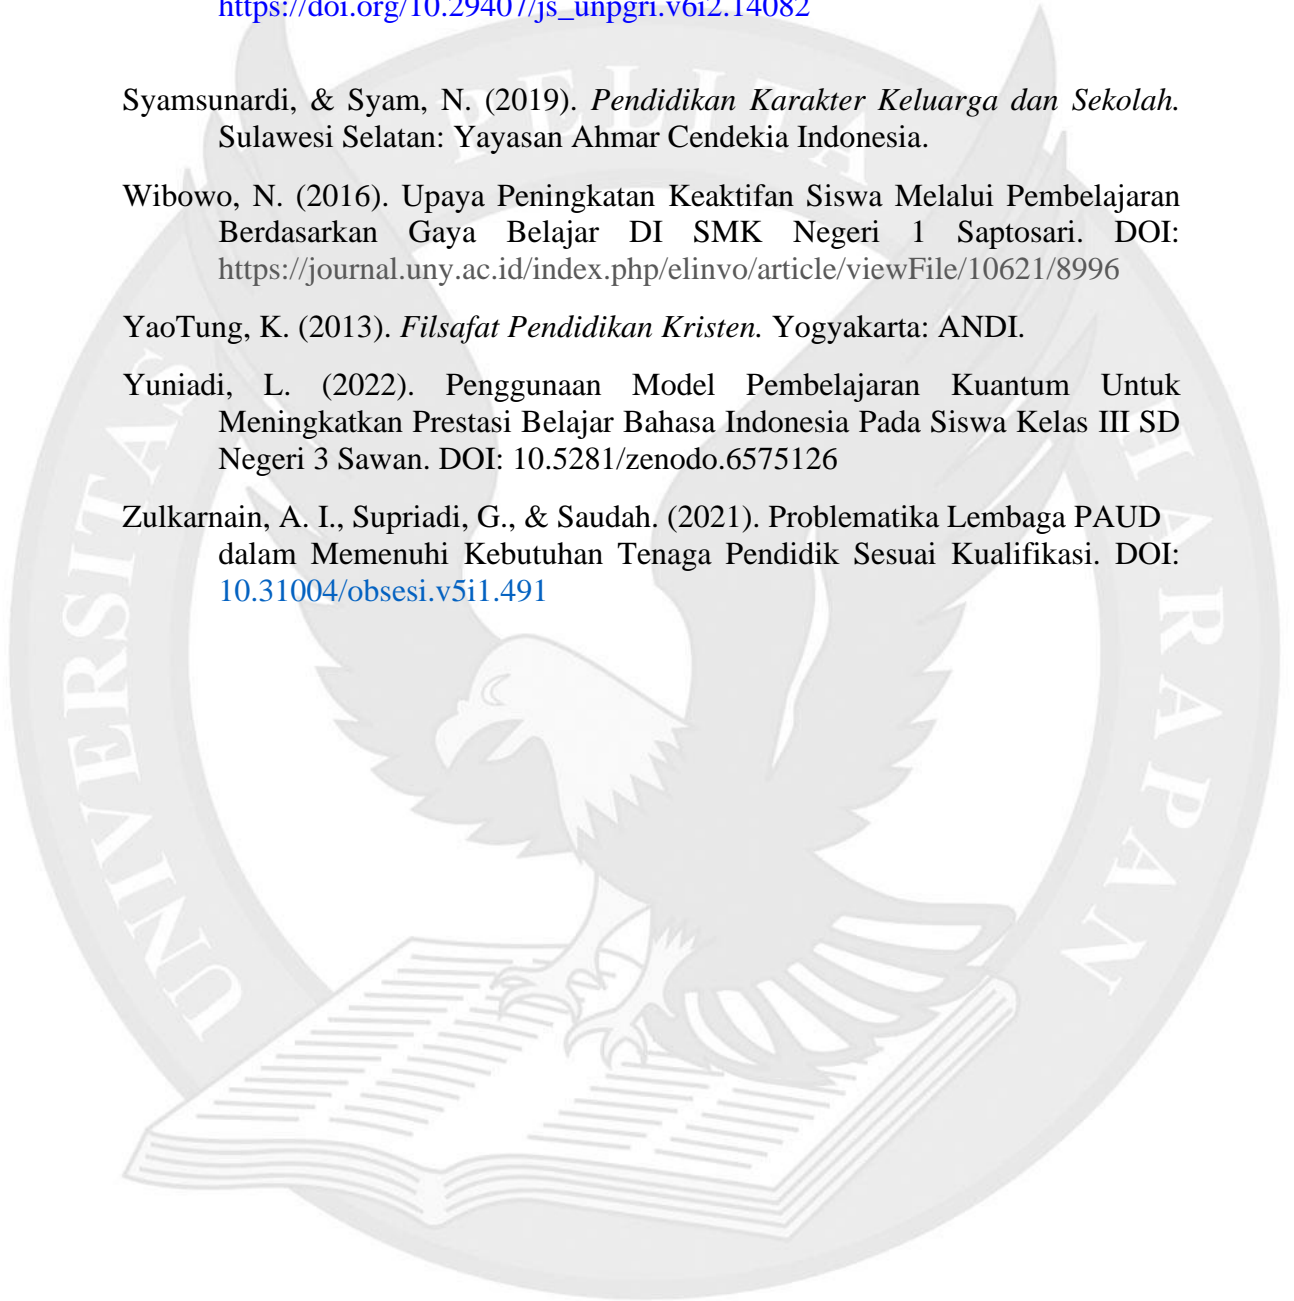 https://doi.org/10.29407/js_unpgri.v6i2.14082
Syamsunardi, & Syam, N. (2019). Pendidikan Karakter Keluarga dan Sekolah.
Sulawesi Selatan: Yayasan Ahmar Cendekia Indonesia.
Wibowo, N. (2016). Upaya Peningkatan Keaktifan Siswa Melalui Pembelajaran
Berdasarkan Gaya Belajar DI SMK Negeri 1 Saptosari. DOI:
https://journal.uny.ac.id/index.php/elinvo/article/viewFile/10621/8996
YaoTung, K. (2013). Filsafat Pendidikan Kristen. Yogyakarta: ANDI.
Yuniadi, L. (2022). Penggunaan Model Pembelajaran Kuantum Untuk
Meningkatkan Prestasi Belajar Bahasa Indonesia Pada Siswa Kelas III SD
Negeri 3 Sawan. DOI: 10.5281/zenodo.6575126
Zulkarnain, A. I., Supriadi, G., & Saudah. (2021). Problematika Lembaga PAUD
dalam Memenuhi Kebutuhan Tenaga Pendidik Sesuai Kualifikasi. DOI:
10.31004/obsesi.v5i1.491
UNIVERSITAS PELITA HARAPAN